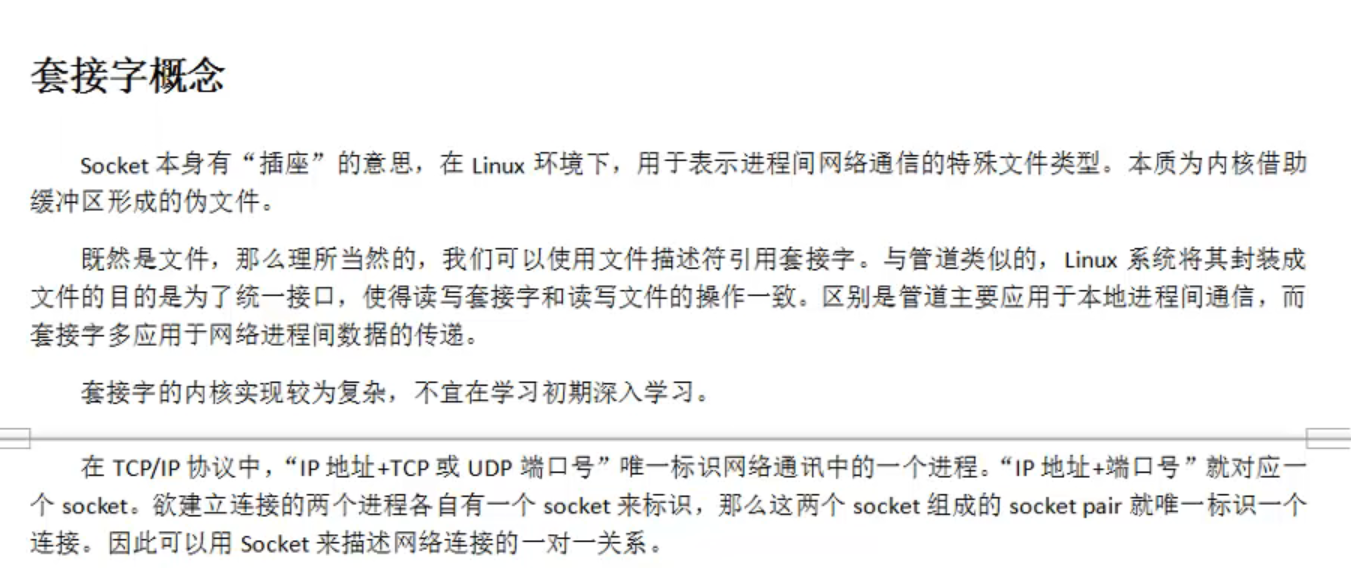 套接字概念
Socket 本身有“插座”的意思，在 Linux 环境下，用于表示进程间网络通信的特殊文件类型。本质为内核借助
缓冲区形成的伪文件。
既然是文件，那么理所当然的，我们可以使用文件描述符引用套接字。与管道类似的，Linux 系统将其封装成
文件的目的是为了统一接口，使得读写套接字和读写文件的操作一致。区别是管道主要应用于本地进程间通信，而
套接字多应用于网络进程间数据的传递。
套接字的内核实现较为复杂，不宜在学习初期深入学习。
在 TCP/IP 协议中，“IP 地址+TCP 或 UDP 端口号”唯一标识网络通讯中的一个进程。“IP 地址+端口号”就对应一
个 socket。欲建立连接的两个进程各自有一个 socket 来标识，那么这两个 socket 组成的 socket pair 就唯一标识一个
连接。因此可以用 Socket 来描述网络连接的一对一关系。